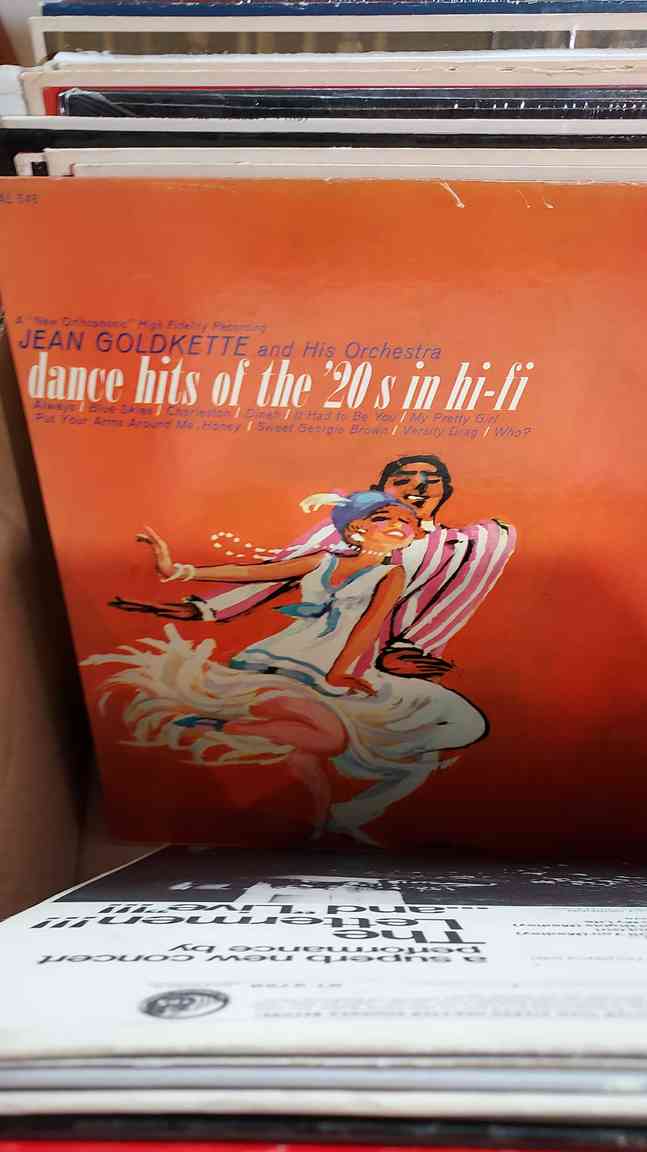 AL 546
A "New Orthophonic" High Fidelity Recording
JEAN GOLDKETTE and His Orchestra
dance hits of the '20s in hi-fi
Always / Blue Skies / Charleston / Dinah / It Had to Be You / My Pretty Girl
Put Your Arms Around Me, Honey / Sweet Georgia Brown / Varsity Drag / Who?
a superb new concert
performance by
The
Lettermen!!!
...and "Live"!!!